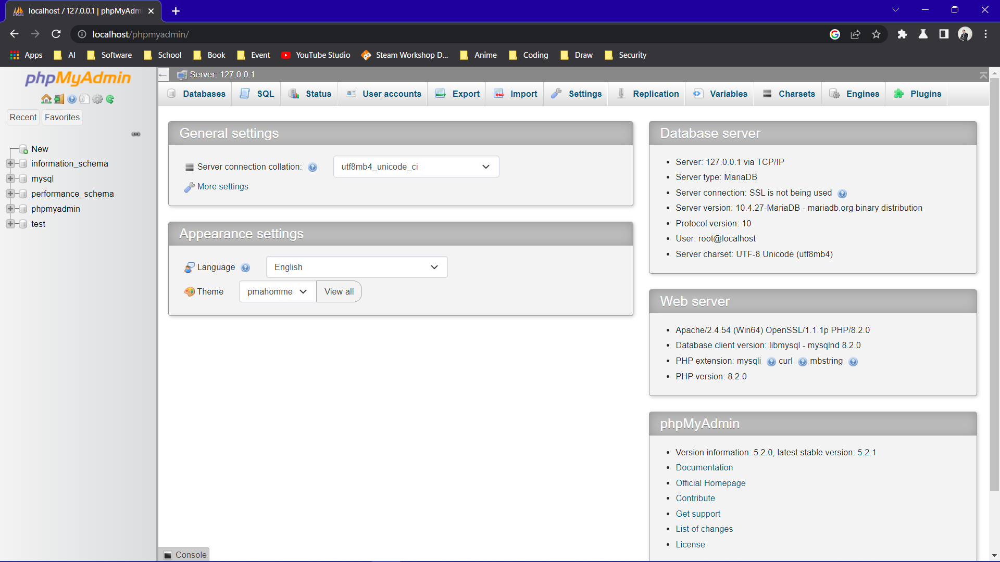 localhost / 127.0.0.1 | phpMyAdm
localhost/phpmyadmin/
Apps AI Software School Book Event YouTube Studio Steam Workshop D... Anime Coding Draw Security
phpMyAdmin
Recent Favorites
New
information_schema
mysql
performance_schema
phpmyadmin
test
Server: 127.0.0.1
Databases SQL Status User accounts Export Import Settings Replication Variables Charsets Engines Plugins
General settings
Server connection collation: utf8mb4_unicode_ci
More settings
Appearance settings
Language English
Theme pmahomme View all
Database server
Server: 127.0.0.1 via TCP/IP
Server type: MariaDB
Server connection: SSL is not being used
Server version: 10.4.27-MariaDB - mariadb.org binary distribution
Protocol version: 10
User: root@localhost
Server charset: UTF-8 Unicode (utf8mb4)
Web server
Apache/2.4.54 (Win64) OpenSSL/1.1.1p PHP/8.2.0
Database client version: libmysql - mysqlnd 8.2.0
PHP extension: mysqli curl mbstring
PHP version: 8.2.0
phpMyAdmin
Version information: 5.2.0, latest stable version: 5.2.1
Documentation
Official Homepage
Contribute
Get support
List of changes
License
Console